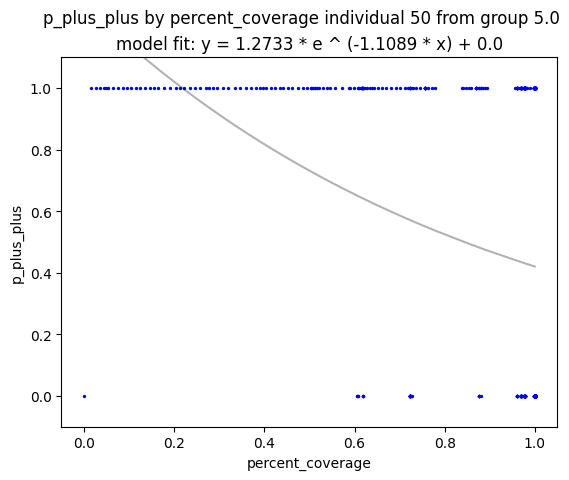 p_plus_plus by percent_coverage individual 50 from group 5.0
model fit: y = 1.2733 * e ^ (-1.1089 * x) + 0.0
1.0
0.8
0.6
0.4
0.2
0.0
p_plus_plus
0.0 0.2 0.4 0.6 0.8 1.0
percent_coverage